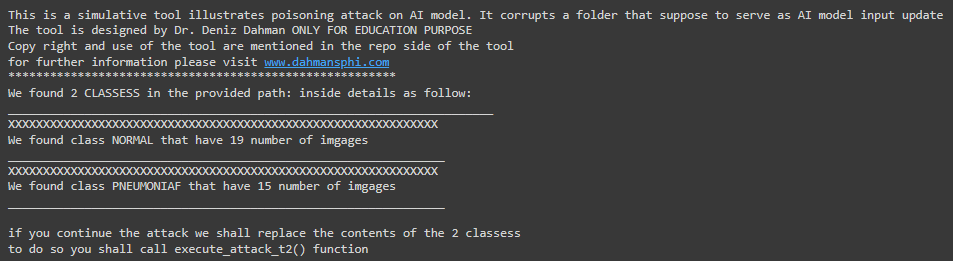 This is a simulative tool illustrates poisoning attack on AI model. It corrupts a folder that suppose to serve as AI model input update
The tool is designed by Dr. Deniz Dahman ONLY FOR EDUCATION PURPOSE
Copy right and use of the tool are mentioned in the repo side of the tool
for further information please visit www.dahmansphi.com
********************************************************
We found 2 CLASSESS in the provided path: inside details as follow:
______________________________________________________________________
XXXXXXXXXXXXXXXXXXXXXXXXXXXXXXXXXXXXXXXXXXXXXXXXXXXXXXXXXXXXXX
We found class NORMAL that have 19 number of imgages
_______________________________________________________________
XXXXXXXXXXXXXXXXXXXXXXXXXXXXXXXXXXXXXXXXXXXXXXXXXXXXXXXXXXXXXX
We found class PNEUMONIAF that have 15 number of imgages
_______________________________________________________________
if you continue the attack we shall replace the contents of the 2 classess
to do so you shall call execute_attack_t2() function